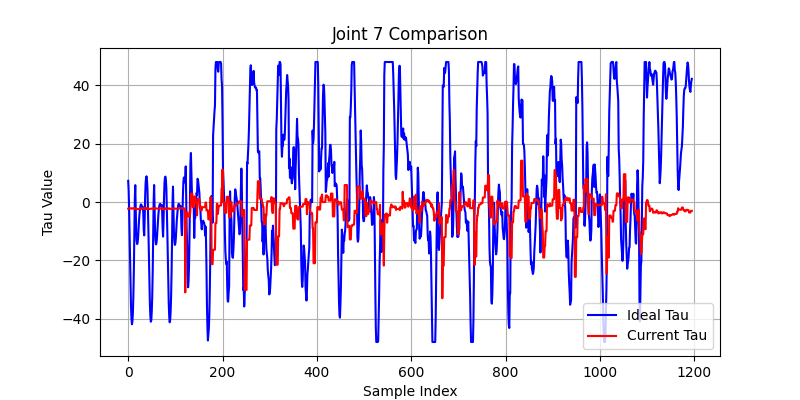 Joint 7 Comparison
Tau Value
40
20
0
−20
−40
0
200
400
600
800
1000
1200
Sample Index
Ideal Tau
Current Tau